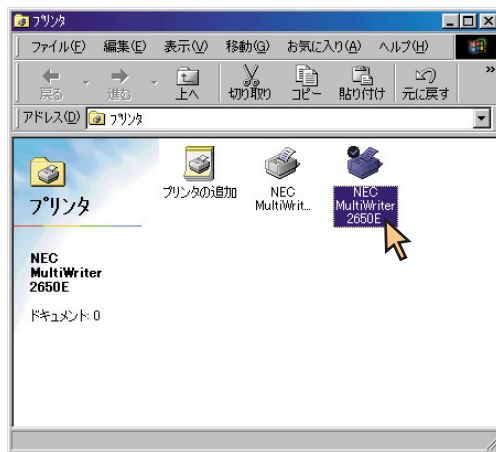 プリンタ
ファイル(F) 編集(E) 表示(V) 移動(G) お気に入り(A) ヘルプ(H)
戻る 進む 上へ 切り取り コピー 貼り付け 元に戻す »
アドレス(D) プリンタ
プリンタ
NEC
MultiWriter
2650E
ドキュメント: 0
プリンタの追加
NEC
MultiWrit...
NEC
MultiWriter
2650E